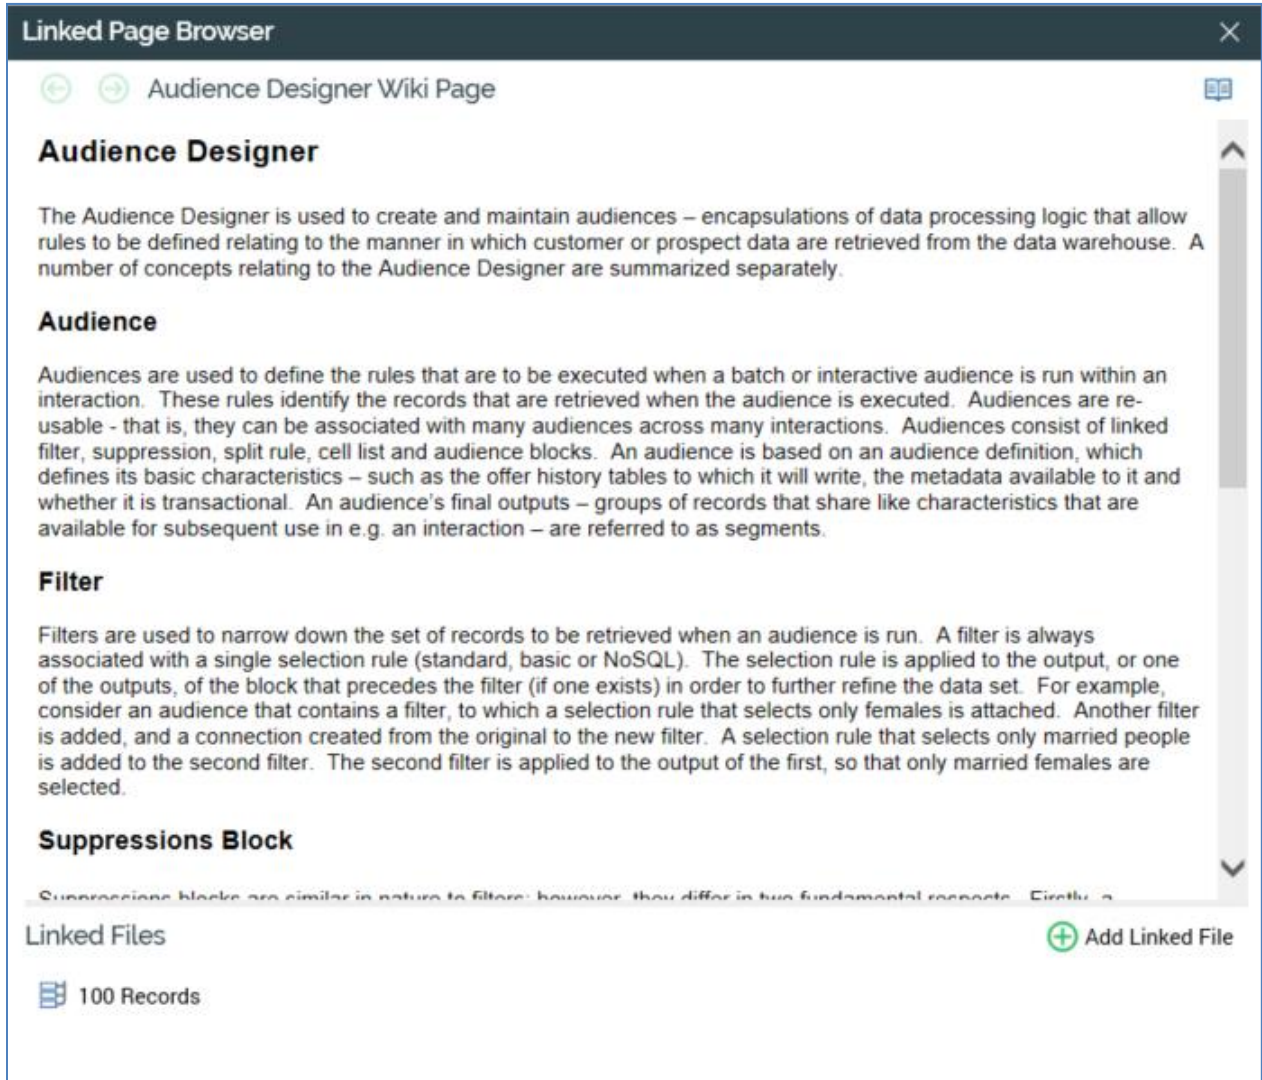 Linked Page Browser
Audience Designer Wiki Page
Audience Designer
The Audience Designer is used to create and maintain audiences – encapsulations of data processing logic that allow
rules to be defined relating to the manner in which customer or prospect data are retrieved from the data warehouse.  A
number of concepts relating to the Audience Designer are summarized separately.
Audience
Audiences are used to define the rules that are to be executed when a batch or interactive audience is run within an
interaction.  These rules identify the records that are retrieved when the audience is executed.  Audiences are re-
usable - that is, they can be associated with many audiences across many interactions.  Audiences consist of linked
filter, suppression, split rule, cell list and audience blocks.  An audience is based on an audience definition, which
defines its basic characteristics – such as the offer history tables to which it will write, the metadata available to it and
whether it is transactional.  An audience's final outputs – groups of records that share like characteristics that are
available for subsequent use in e.g. an interaction – are referred to as segments.
Filter
Filters are used to narrow down the set of records to be retrieved when an audience is run.  A filter is always
associated with a single selection rule (standard, basic or NoSQL).  The selection rule is applied to the output, or one
of the outputs, of the block that precedes the filter (if one exists) in order to further refine the data set.  For example,
consider an audience that contains a filter, to which a selection rule that selects only females is attached.  Another filter
is added, and a connection created from the original to the new filter.  A selection rule that selects only married people
is added to the second filter.  The second filter is applied to the output of the first, so that only married females are
selected.
Suppressions Block
Suppressions blocks are similar in nature to filters; however, they differ in two fundamental respects.  Firstly, a
Linked Files
Add Linked File
100 Records